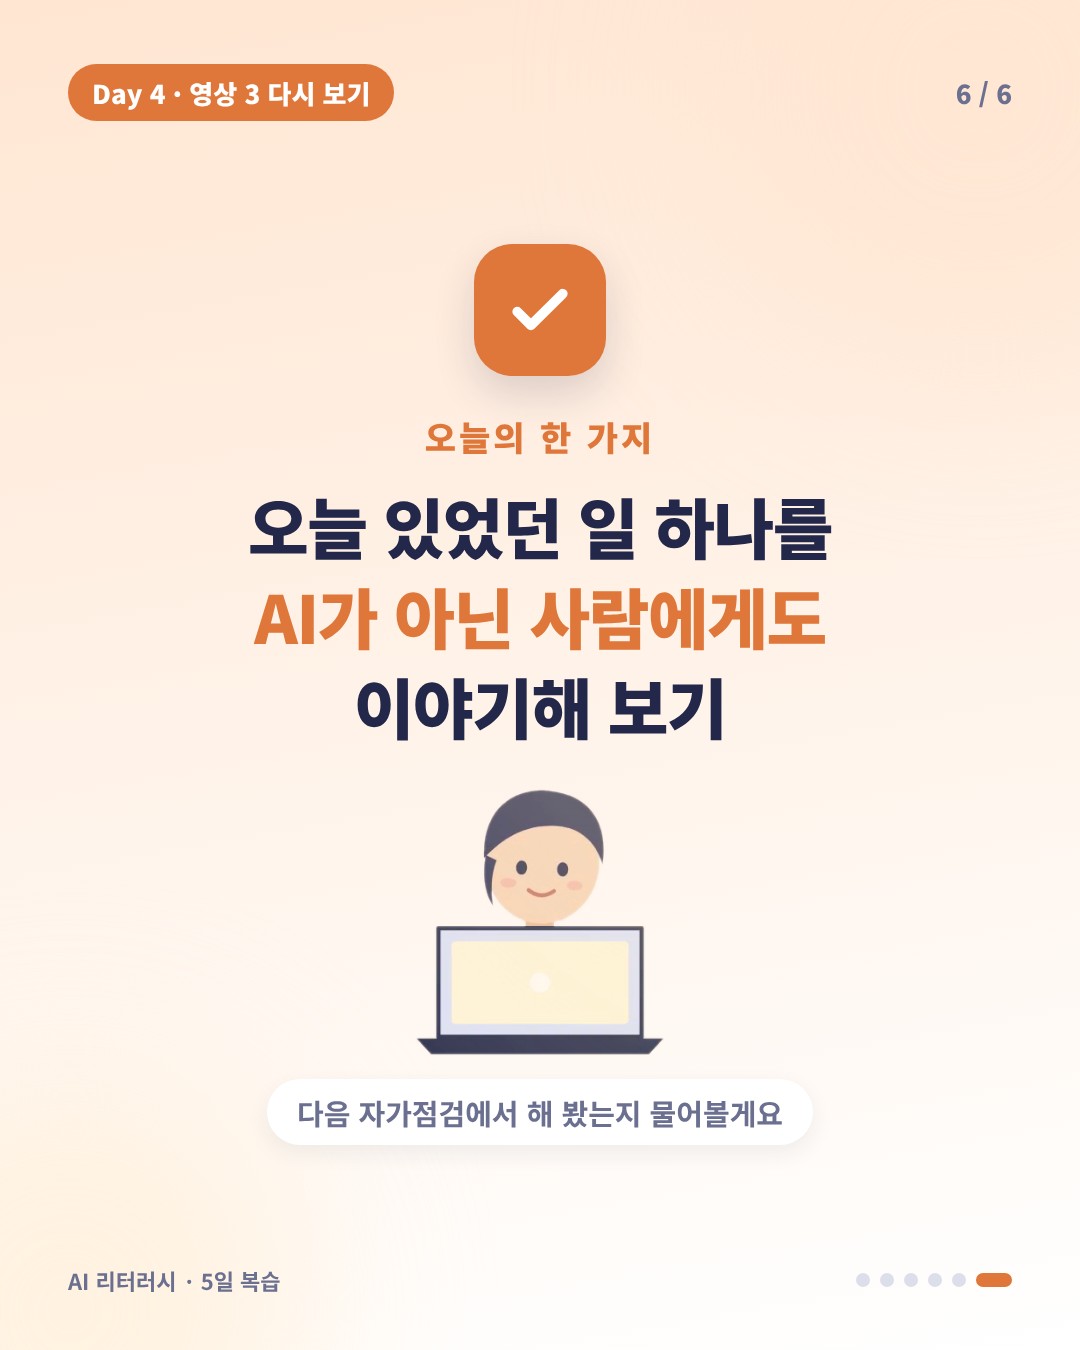 Day 4 · 영상 3 다시 보기
6 / 6
오늘의 한 가지
오늘 있었던 일 하나를
AI가 아닌 사람에게도
이야기해 보기
다음 자가점검에서 해 봤는지 물어볼게요
AI 리터러시 · 5일 복습